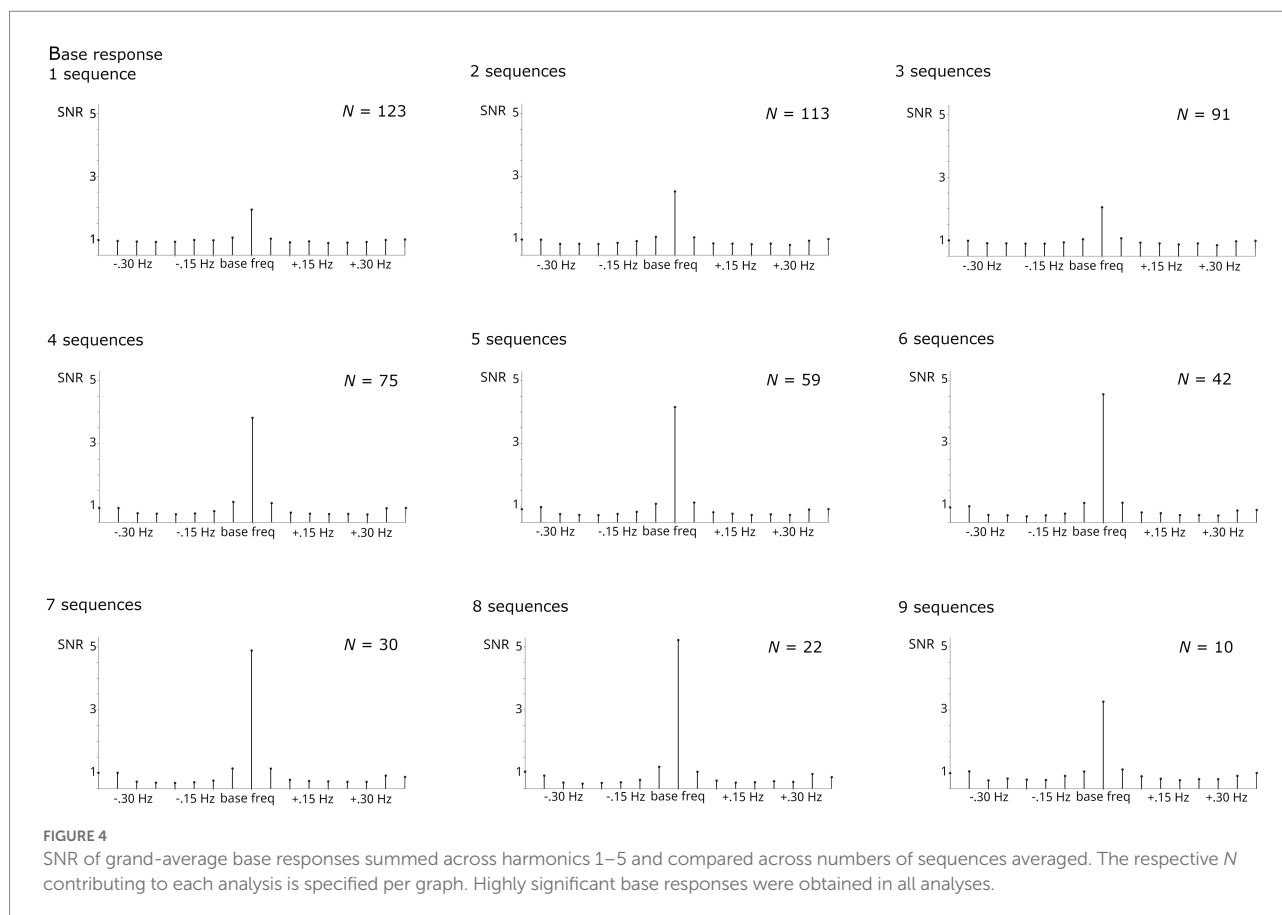 Base response
1 sequence
SNR 5
3
1
N = 123
-.30 Hz -.15 Hz base freq +.15 Hz +.30 Hz
2 sequences
SNR 5
3
1
N = 113
-.30 Hz -.15 Hz base freq +.15 Hz +.30 Hz
3 sequences
SNR 5
3
1
N = 91
-.30 Hz -.15 Hz base freq +.15 Hz +.30 Hz
4 sequences
SNR 5
3
1
N = 75
-.30 Hz -.15 Hz base freq +.15 Hz +.30 Hz
5 sequences
SNR 5
3
1
N = 59
-.30 Hz -.15 Hz base freq +.15 Hz +.30 Hz
6 sequences
SNR 5
3
1
N = 42
-.30 Hz -.15 Hz base freq +.15 Hz +.30 Hz
7 sequences
SNR 5
3
1
N = 30
-.30 Hz -.15 Hz base freq +.15 Hz +.30 Hz
8 sequences
SNR 5
3
1
N = 22
-.30 Hz -.15 Hz base freq +.15 Hz +.30 Hz
9 sequences
SNR 5
3
1
N = 10
-.30 Hz -.15 Hz base freq +.15 Hz +.30 Hz
FIGURE 4
SNR of grand-average base responses summed across harmonics 1–5 and compared across numbers of sequences averaged. The respective N
contributing to each analysis is specified per graph. Highly significant base responses were obtained in all analyses.